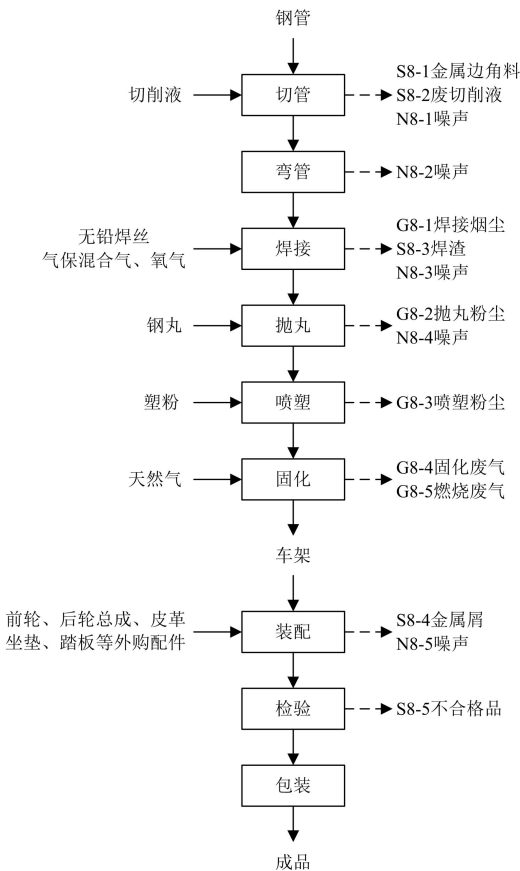 钢管
切削液
切管
S8-1金属边角料
S8-2废切削液
N8-1噪声
弯管
N8-2噪声
无铅焊丝
气保混合气、氧气
焊接
G8-1焊接烟尘
S8-3焊渣
N8-3噪声
钢丸
抛丸
G8-2抛丸粉尘
N8-4噪声
塑粉
喷塑
G8-3喷塑粉尘
天然气
固化
G8-4固化废气
G8-5燃烧废气
车架
前轮、后轮总成、皮革
坐垫、踏板等外购配件
装配
S8-4金属屑
N8-5噪声
检验
S8-5不合格品
包装
成品